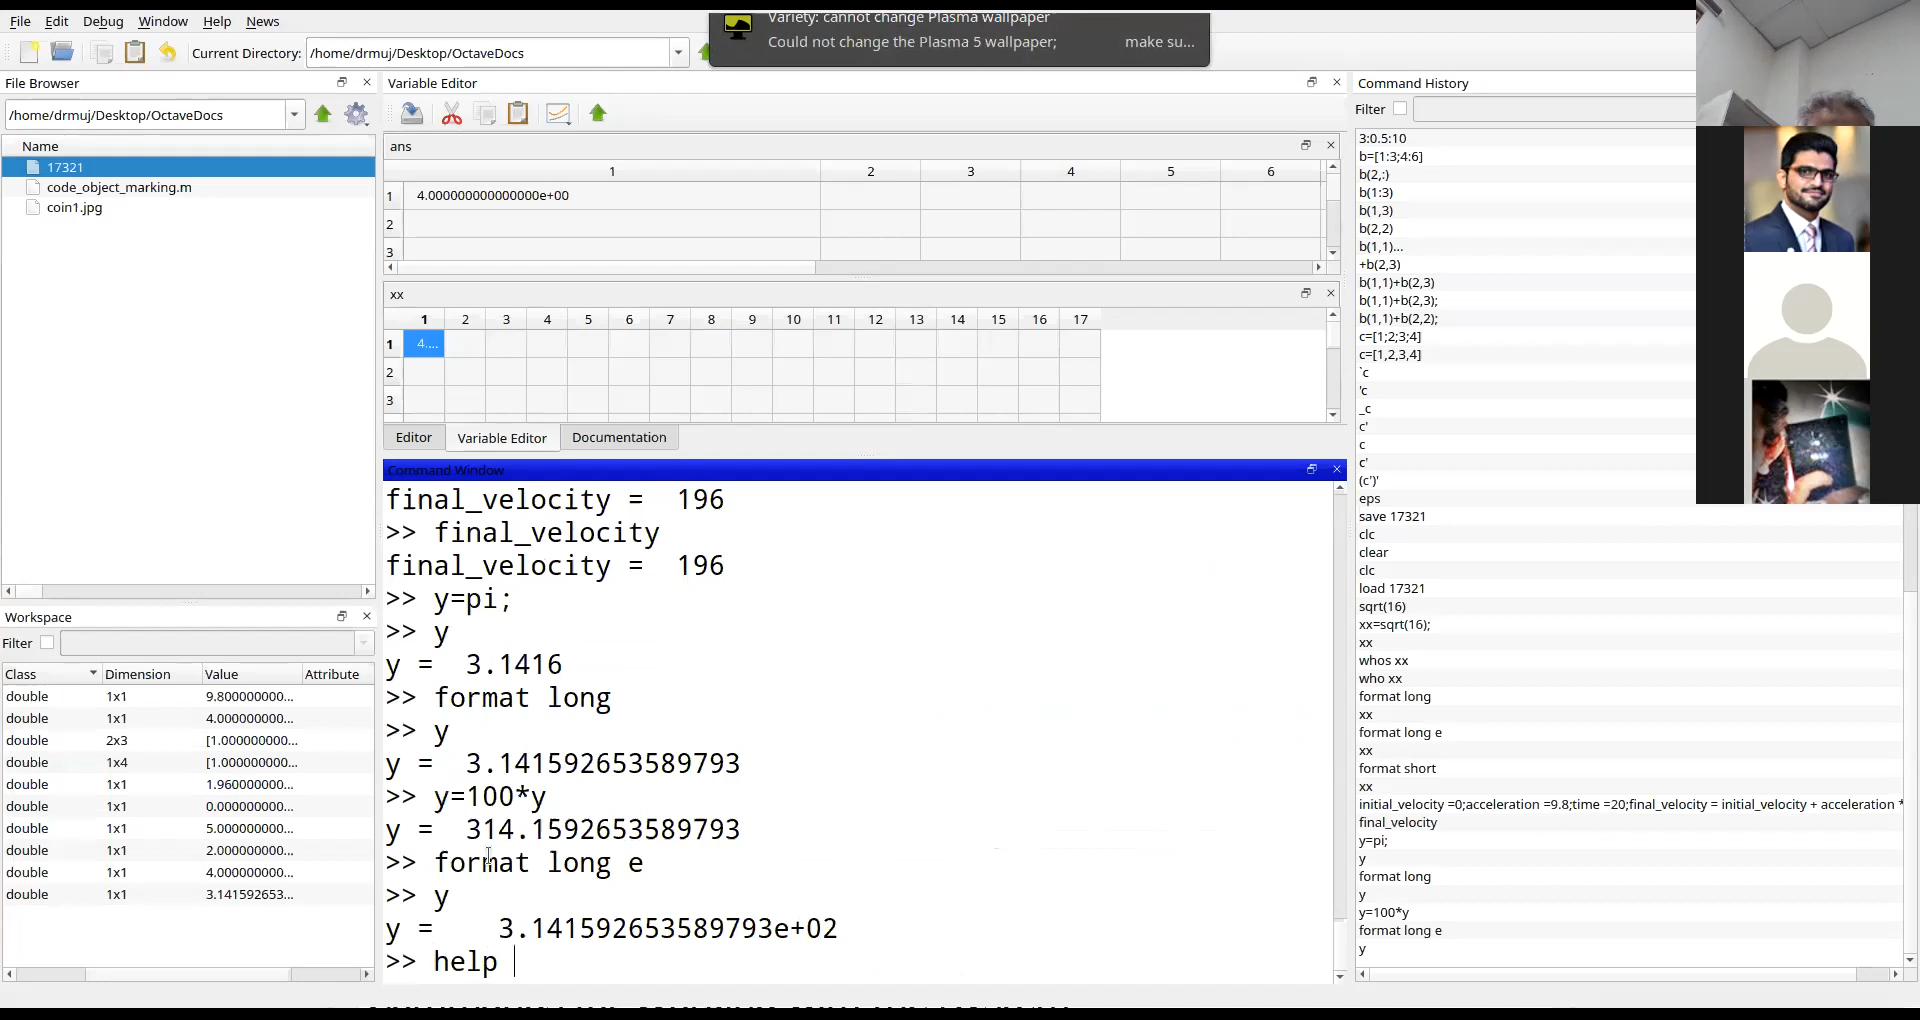 File Edit Debug Window Help News
Variety: cannot change Plasma wallpaper
Could not change the Plasma 5 wallpaper; make su...
Current Directory: /home/drmuj/Desktop/OctaveDocs
File Browser
/home/drmuj/Desktop/OctaveDocs
Name
17321
code_object_marking.m
coin1.jpg
Workspace
Filter
Class Dimension Value Attribute
double 1x1 9.800000000...
double 1x1 4.000000000...
double 2x3 [1.000000000...
double 1x4 [1.000000000...
double 1x1 1.960000000...
double 1x1 0.000000000...
double 1x1 5.000000000...
double 1x1 2.000000000...
double 1x1 4.000000000...
double 1x1 3.141592653...
Variable Editor
ans
1 2 3 4 5 6
1 4.000000000000000e+00
2
3
xx
1 2 3 4 5 6 7 8 9 10 11 12 13 14 15 16 17
1 4....
2
3
Editor Variable Editor Documentation
Command Window
final_velocity = 196
>> final_velocity
final_velocity = 196
>> y=pi;
>> y
y = 3.1416
>> format long
>> y
y = 3.141592653589793
>> y=100*y
y = 314.1592653589793
>> format long e
>> y
y = 3.141592653589793e+02
>> help
Command History
Filter
3:0.5:10
b=[1:3;4:6]
b(2,:)
b(1:3)
b(1,3)
b(2,2)
b(1,1)...
+b(2,3)
b(1,1)+b(2,3)
b(1,1)+b(2,3);
b(1,1)+b(2,2);
c=[1;2;3;4]
c=[1,2,3,4]
`c
'c
_c
c'
c
c'
(c')'
eps
save 17321
clc
clear
clc
load 17321
sqrt(16)
xx=sqrt(16);
xx
whos xx
who xx
format long
xx
format long e
xx
format short
xx
initial_velocity =0;acceleration =9.8;time =20;final_velocity = initial_velocity + acceleration *
final_velocity
y=pi;
y
format long
y
y=100*y
format long e
y